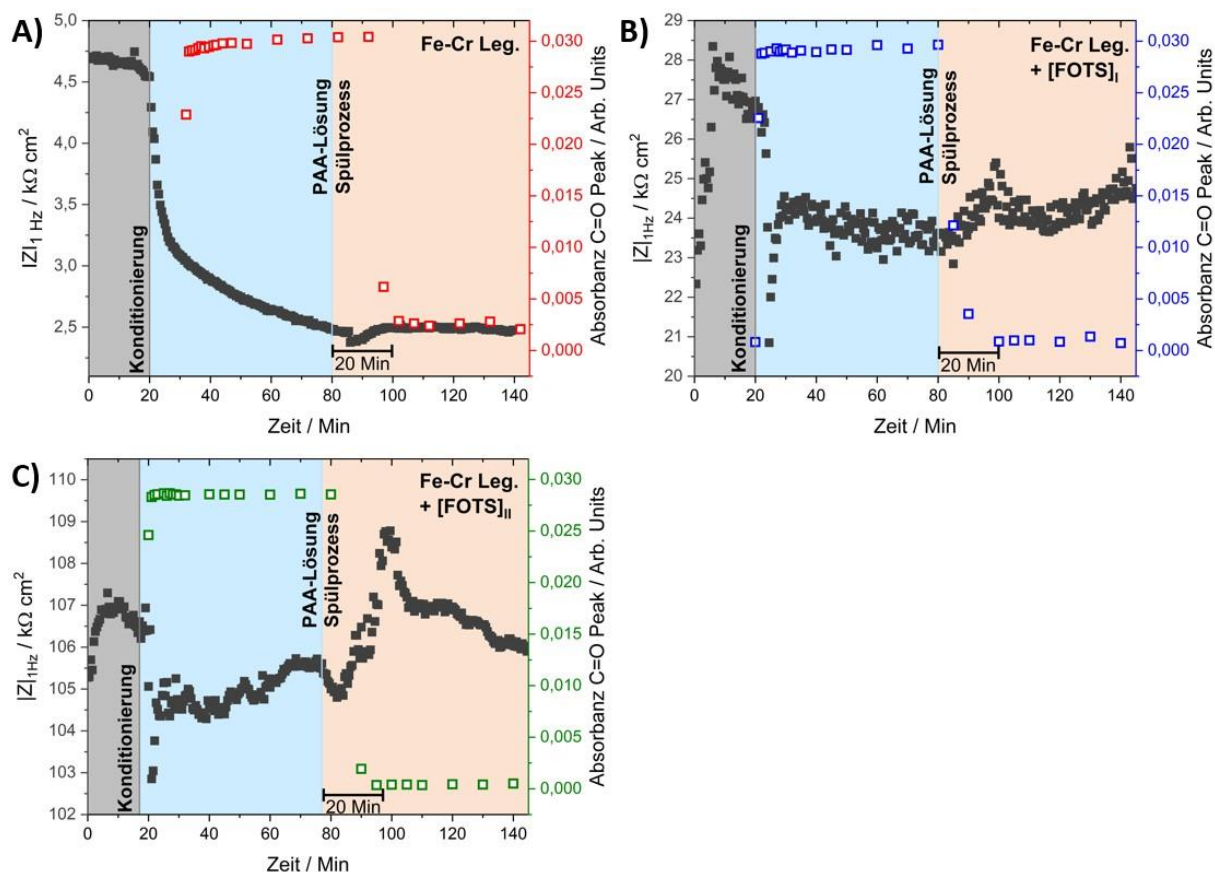 A)
|Z|1 Hz / kΩ cm2
4,5
4,0
3,5
3,0
2,5
0 20 40 60 80 100 120 140
Zeit / Min
Konditionierung
PAA-Lösung
Spülprozess
Fe-Cr Leg.
20 Min
0,030
0,025
0,020
0,015
0,010
0,005
0,000
Absorbanz C=O Peak / Arb. Units
B)
|Z|1Hz / kΩ cm2
29
28
27
26
25
24
23
22
21
20
0 20 40 60 80 100 120 140
Zeit / Min
Konditionierung
PAA-Lösung
Spülprozess
Fe-Cr Leg.
+ [FOTS]I
20 Min
0,030
0,025
0,020
0,015
0,010
0,005
0,000
Absorbanz C=O Peak / Arb. Units
C)
|Z|1Hz / kΩ cm2
110
109
108
107
106
105
104
103
102
0 20 40 60 80 100 120 140
Zeit / Min
Konditionierung
PAA-Lösung
Spülprozess
Fe-Cr Leg.
+ [FOTS]II
20 Min
0,030
0,025
0,020
0,015
0,010
0,005
0,000
Absorbanz C=O Peak / Arb. Units